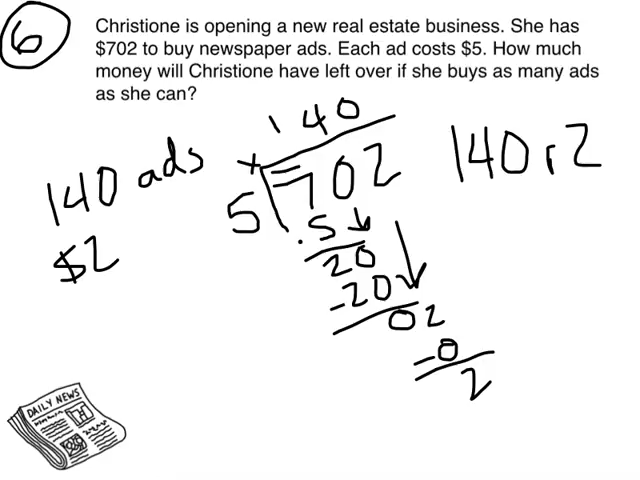 6
Christione is opening a new real estate business. She has
$702 to buy newspaper ads. Each ad costs $5. How much
money will Christione have left over if she buys as many ads
as she can?
140
140 ads
5 702
140 r 2
$2
- 5
20
- 20
02
- 0
2
DAILY NEWS